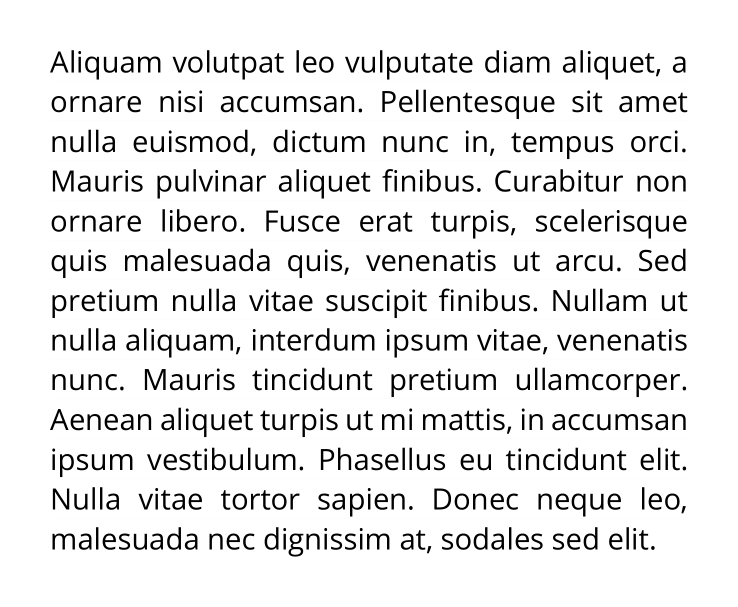 Aliquam volutpat leo vulputate diam aliquet, a
ornare nisi accumsan. Pellentesque sit amet
nulla euismod, dictum nunc in, tempus orci.
Mauris pulvinar aliquet finibus. Curabitur non
ornare libero. Fusce erat turpis, scelerisque
quis malesuada quis, venenatis ut arcu. Sed
pretium nulla vitae suscipit finibus. Nullam ut
nulla aliquam, interdum ipsum vitae, venenatis
nunc. Mauris tincidunt pretium ullamcorper.
Aenean aliquet turpis ut mi mattis, in accumsan
ipsum vestibulum. Phasellus eu tincidunt elit.
Nulla vitae tortor sapien. Donec neque leo,
malesuada nec dignissim at, sodales sed elit.